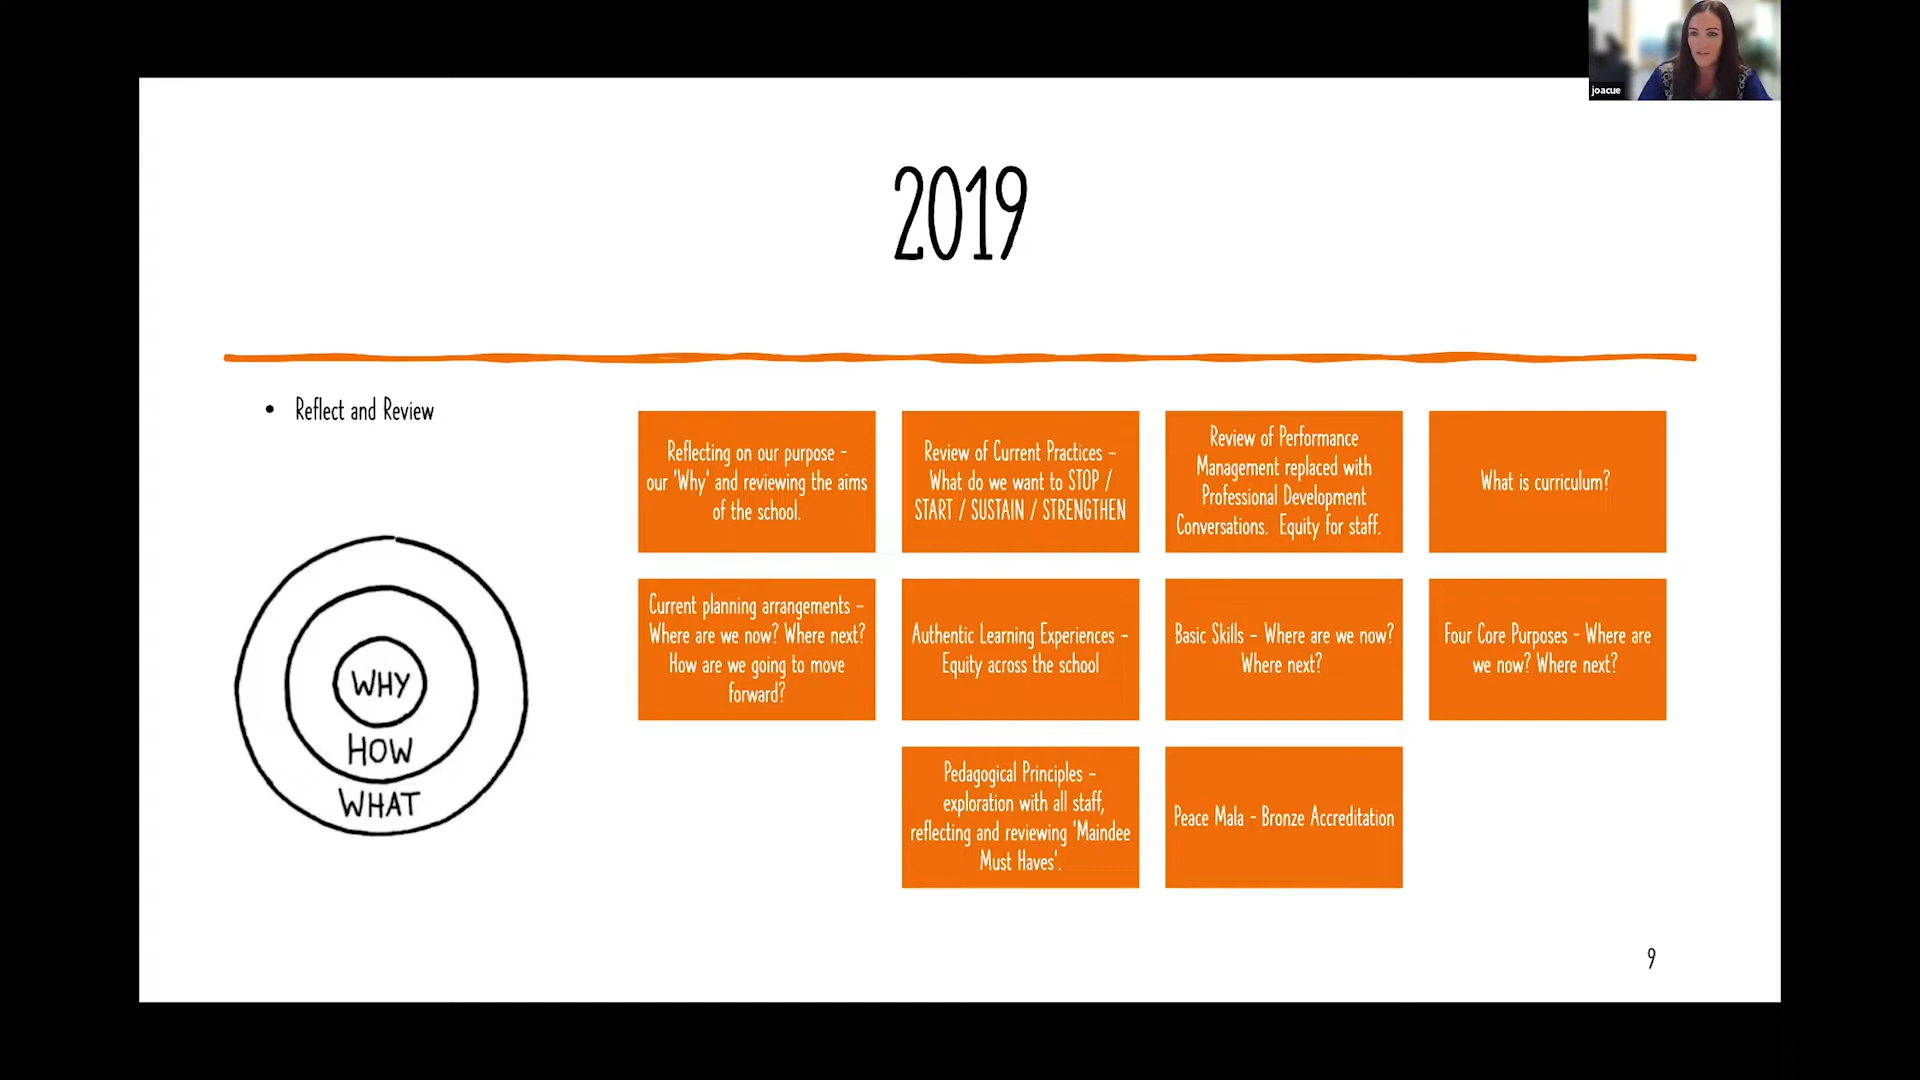 joacue
2019
• Reflect and Review
WHY
HOW
WHAT
Reflecting on our purpose -
our 'Why' and reviewing the aims
of the school.
Review of Current Practices –
What do we want to STOP /
START / SUSTAIN / STRENGTHEN
Review of Performance
Management replaced with
Professional Development
Conversations. Equity for staff.
What is curriculum?
Current planning arrangements –
Where are we now? Where next?
How are we going to move
forward?
Authentic Learning Experiences –
Equity across the school
Basic Skills – Where are we now?
Where next?
Four Core Purposes - Where are
we now? Where next?
Pedagogical Principles –
exploration with all staff,
reflecting and reviewing 'Maindee
Must Haves'.
Peace Mala - Bronze Accreditation
9